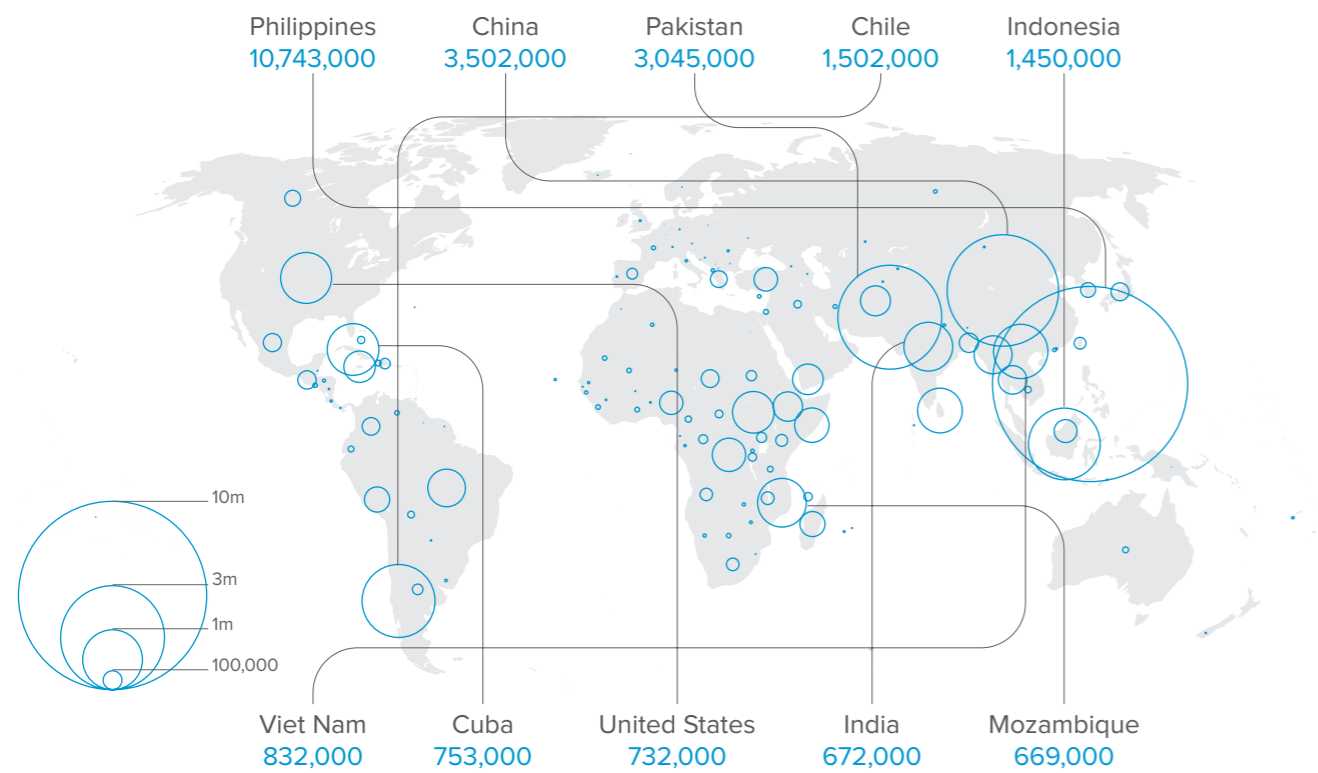 Philippines
10,743,000
China
3,502,000
Pakistan
3,045,000
Chile
1,502,000
Indonesia
1,450,000
10m
3m
1m
100,000
Viet Nam
832,000
Cuba
753,000
United States
732,000
India
672,000
Mozambique
669,000